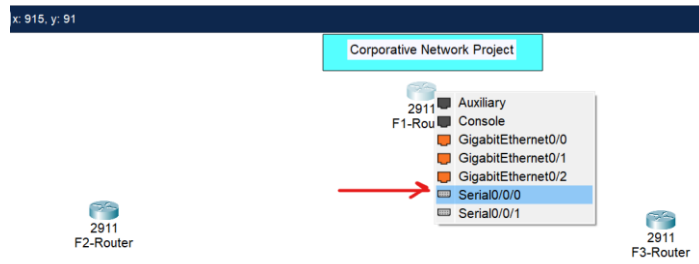 x: 915, y: 91
Corporative Network Project
2911
F1-Rou
Auxiliary
Console
GigabitEthernet0/0
GigabitEthernet0/1
GigabitEthernet0/2
Serial0/0/0
Serial0/0/1
2911
F2-Router
2911
F3-Router